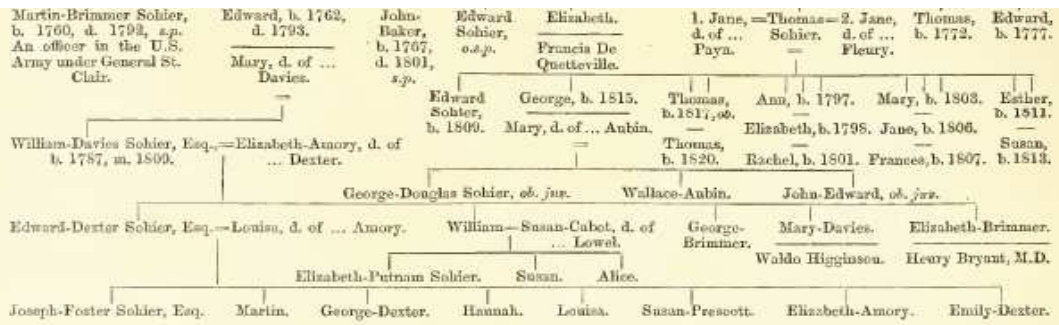 Martin-Brimmer Sohier,
b. 1760, d. 1792, s.p.
An officer in the U.S.
Army under General St.
Clair.
Edward, b. 1762,
d. 1793.
Mary, d. of ...
Davies.
John-
Baker,
b. 1767,
d. 1801,
s.p.
Edward
Sohier,
o.s.p.
Elizabeth.
Francis De
Quetteville.
1. Jane, =Thomas= 2. Jane,
d. of ... Sohier. d. of ...
Payn. Fleury.
Thomas,
b. 1772.
Edward,
b. 1777.
Edward
Sohier,
b. 1809.
George, b. 1815.
Mary, d. of ... Aubin.
Thomas,
b. 1817, ob.
Thomas,
b. 1820.
Ann, b. 1797.
Elizabeth, b. 1798.
Rachel, b. 1801.
Mary, b. 1803.
Jane, b. 1806.
Frances, b. 1807.
Esther,
b. 1811.
Susan,
b. 1813.
William-Davies Sohier, Esq.,=Elizabeth-Amory, d. of
b. 1787, m. 1809. ... Dexter.
George-Douglas Sohier, ob. juv. Wallace-Aubin. John-Edward, ob. juv.
Edward-Dexter Sohier, Esq.=Louisa, d. of ... Amory.
William=Susan-Cabot, d. of
... Lowel.
George-
Brimmer.
Mary-Davies.
Waldo Higginson.
Elizabeth-Brimmer.
Henry Bryant, M.D.
Elizabeth-Putnam Sohier. Susan. Alice.
Joseph-Foster Sohier, Esq. Martin. George-Dexter. Hannah. Louisa. Susan-Prescott. Elizabeth-Amory. Emily-Dexter.